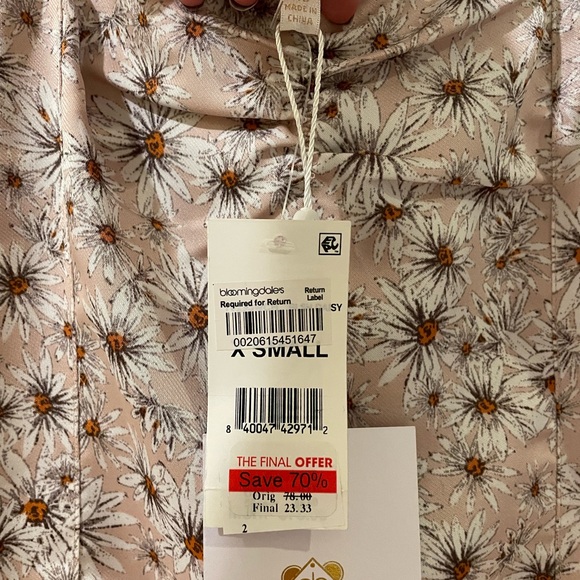 MADE IN
CHINA
bloomingdale's Return
Required for Return Label
SY
0020615451647
X SMALL
8 40047 42971 2
THE FINAL OFFER
Save 70%
Orig 78.00
Final 23.33
2